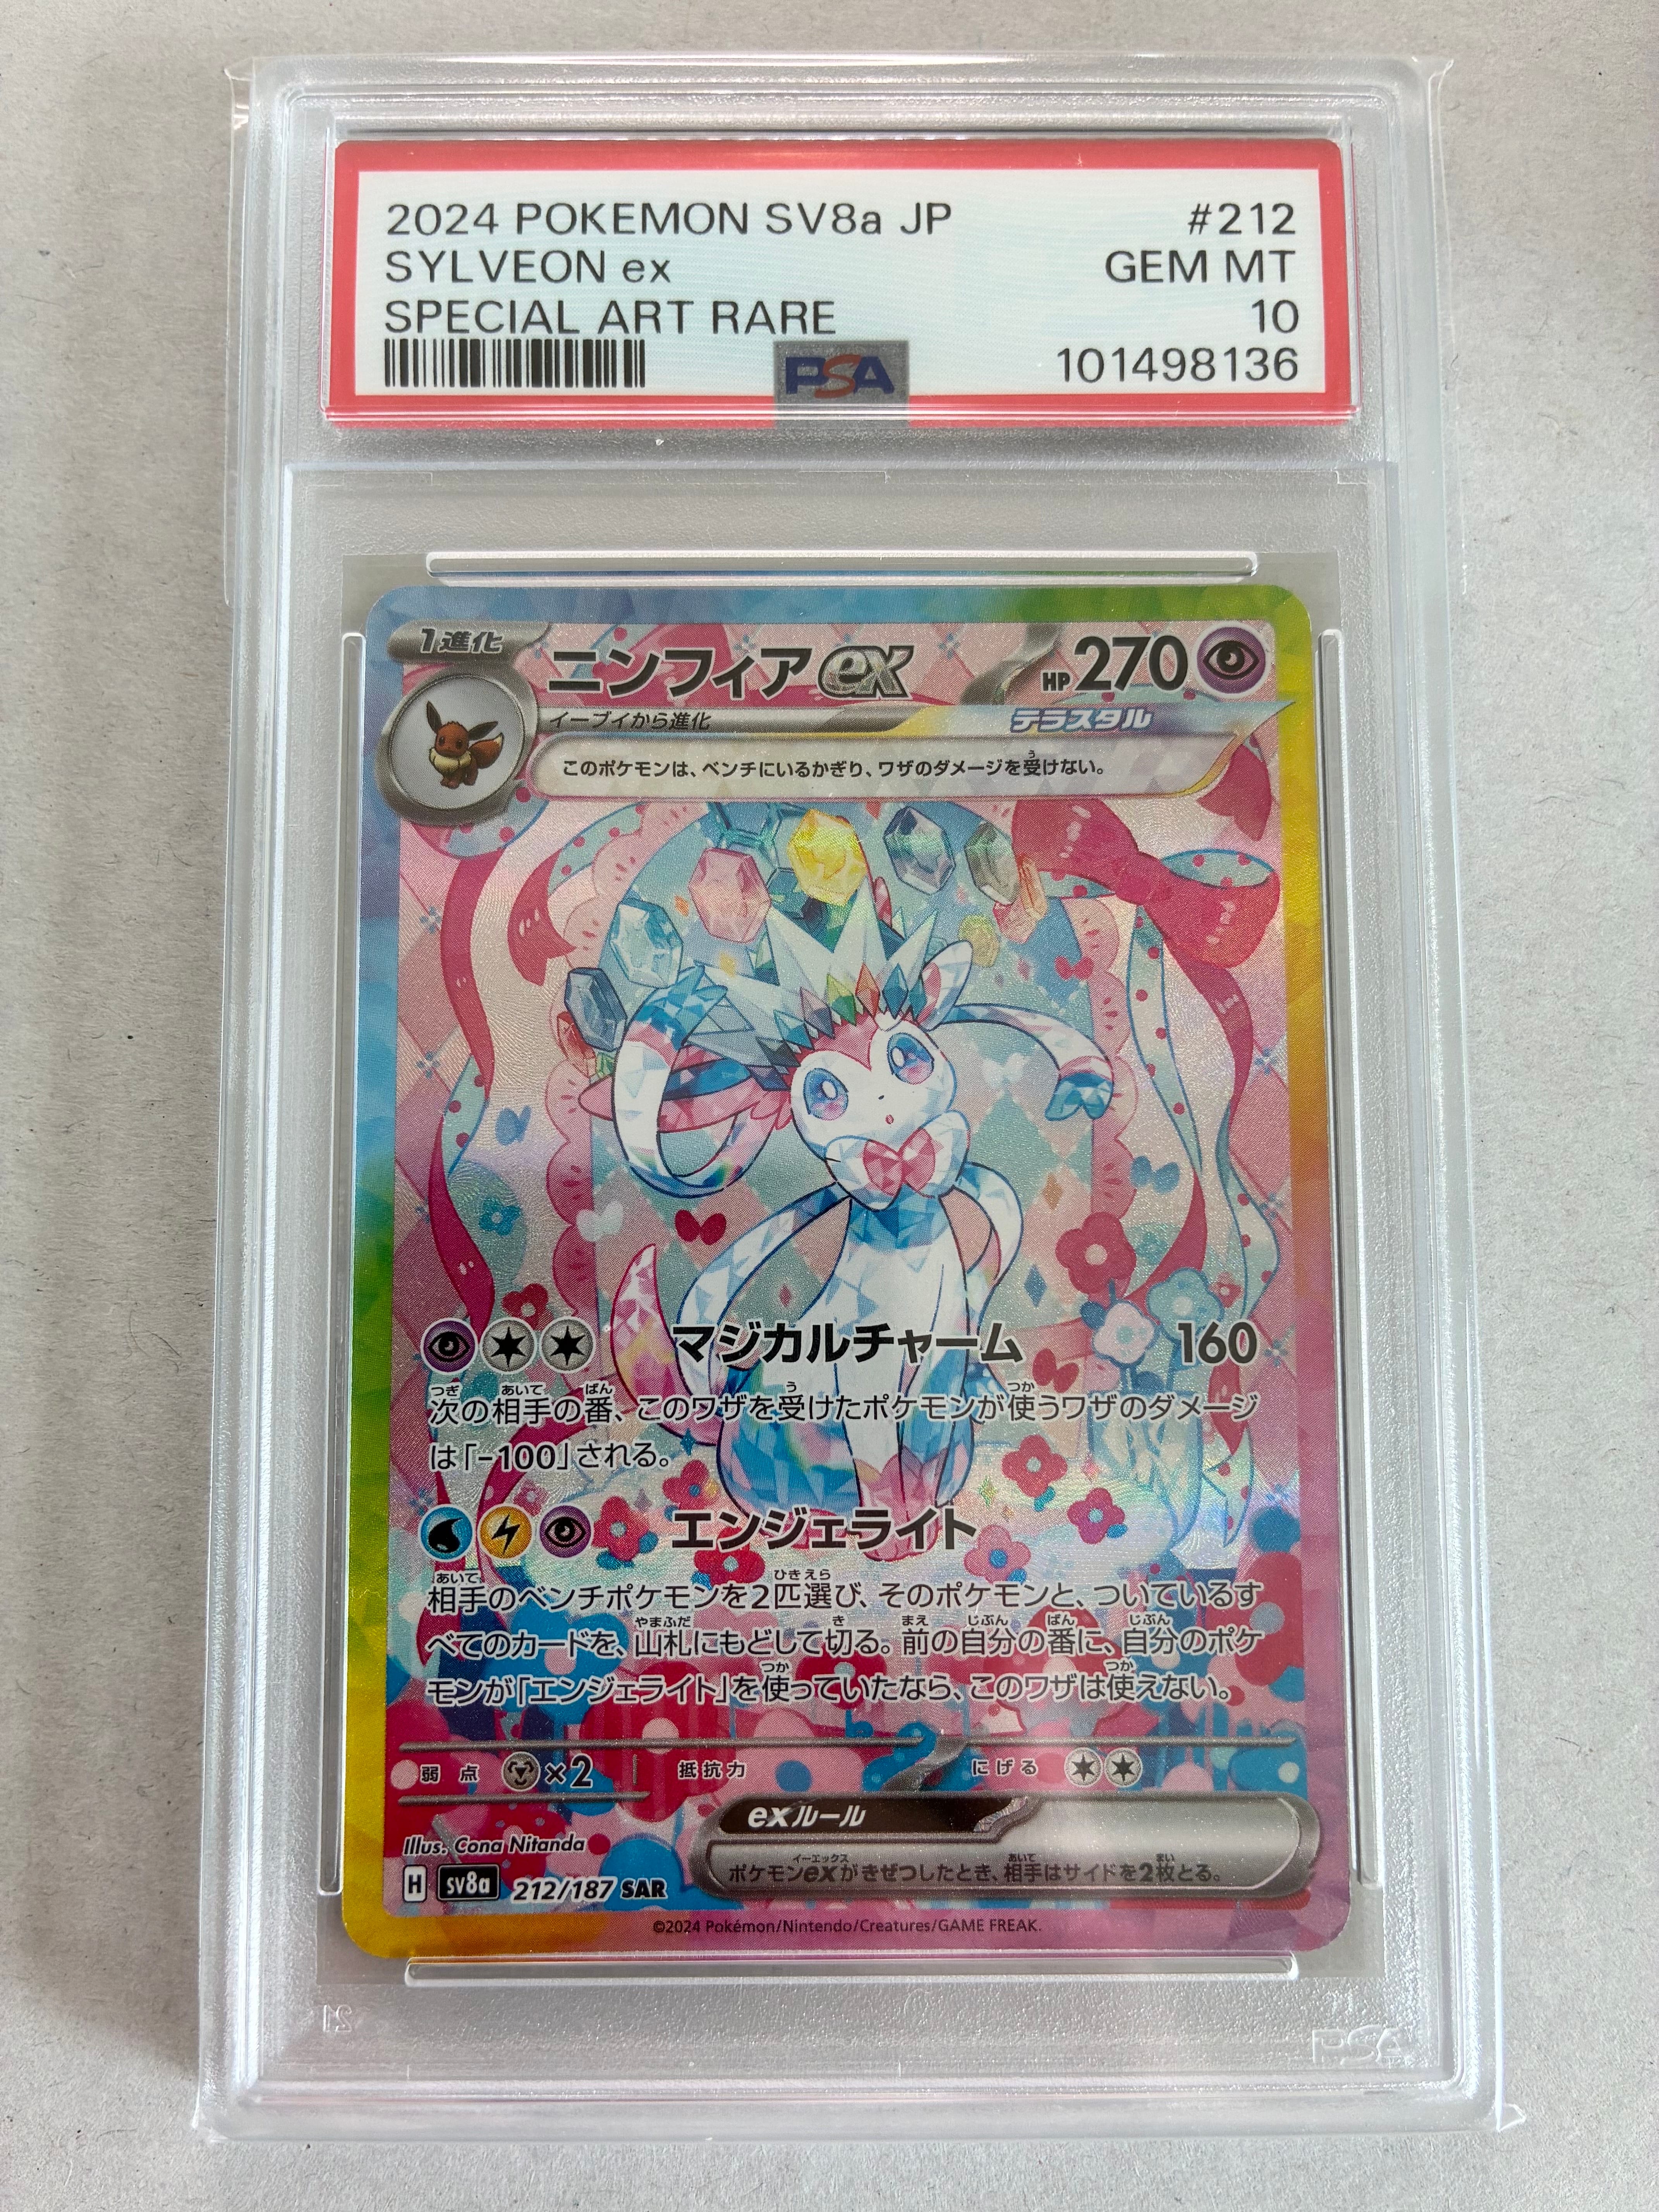 2024 POKEMON SV8a JP #212
SYLVEON ex GEM MT
SPECIAL ART RARE 10
PSA 101498136
1進化
ニンフィアex HP270
イーブイから進化 テラスタル
このポケモンは、ベンチにいるかぎり、ワザのダメージを受けない。
マジカルチャーム 160
次の相手の番、このワザを受けたポケモンが使うワザのダメージ
は「-100」される。
エンジェライト
相手のベンチポケモンを2匹選び、そのポケモンと、ついているす
べてのカードを、山札にもどして切る。前の自分の番に、自分のポケ
モンが「エンジェライト」を使っていたなら、このワザは使えない。
弱点 ×2 抵抗力 にげる
exルール
ポケモンexがきぜつしたとき、相手はサイドを2枚とる。
Illus. Cona Nitanda
H sv8a 212/187 SAR
©2024 Pokémon/Nintendo/Creatures/GAME FREAK.
21 PSA